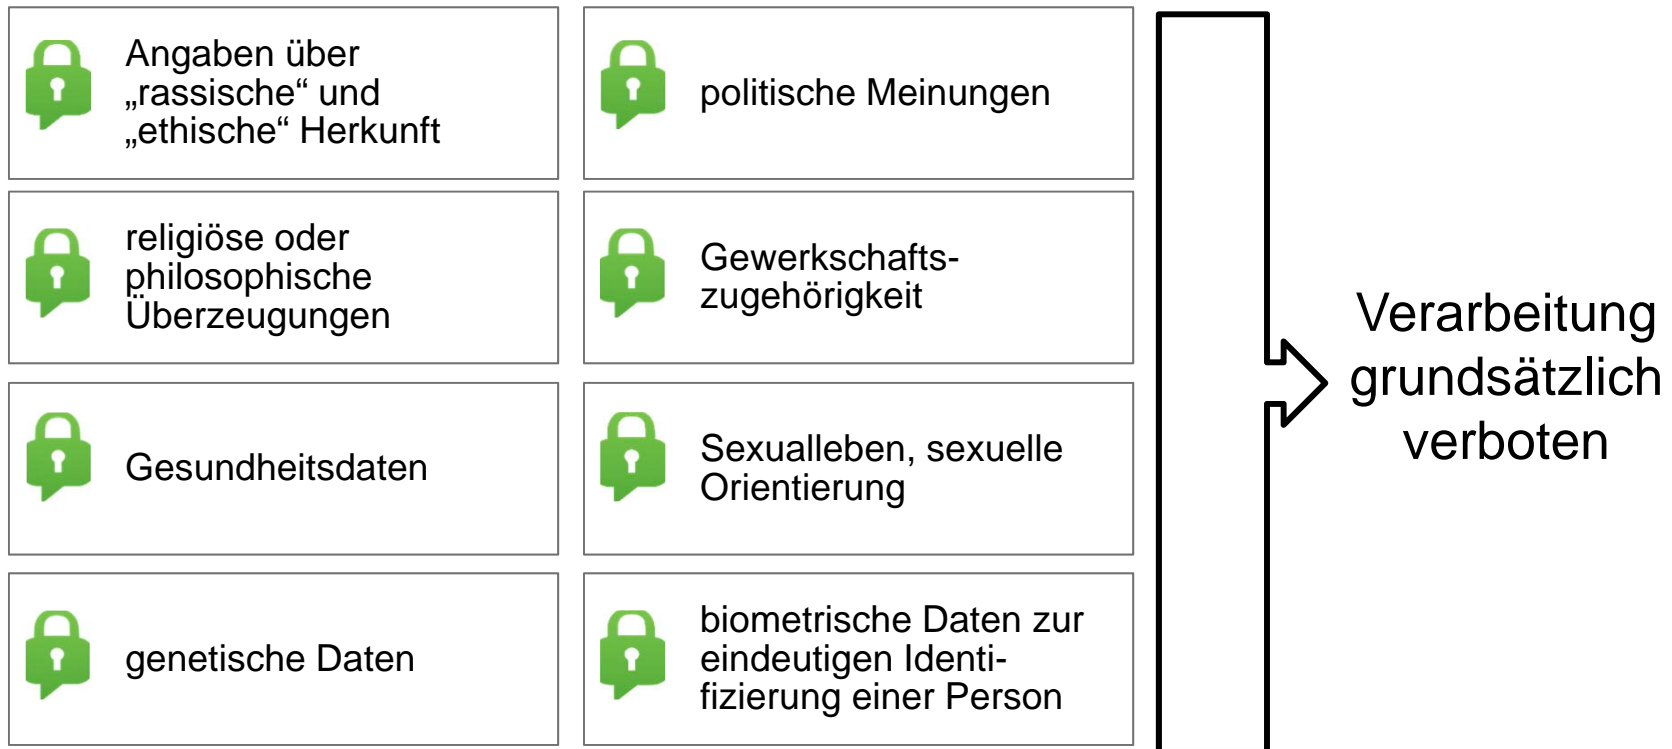 Angaben über
„rassische“ und
„ethische“ Herkunft
politische Meinungen
religiöse oder
philosophische
Überzeugungen
Gewerkschafts-
zugehörigkeit
Gesundheitsdaten
Sexualleben, sexuelle
Orientierung
genetische Daten
biometrische Daten zur
eindeutigen Identi-
fizierung einer Person
Verarbeitung
grundsätzlich
verboten